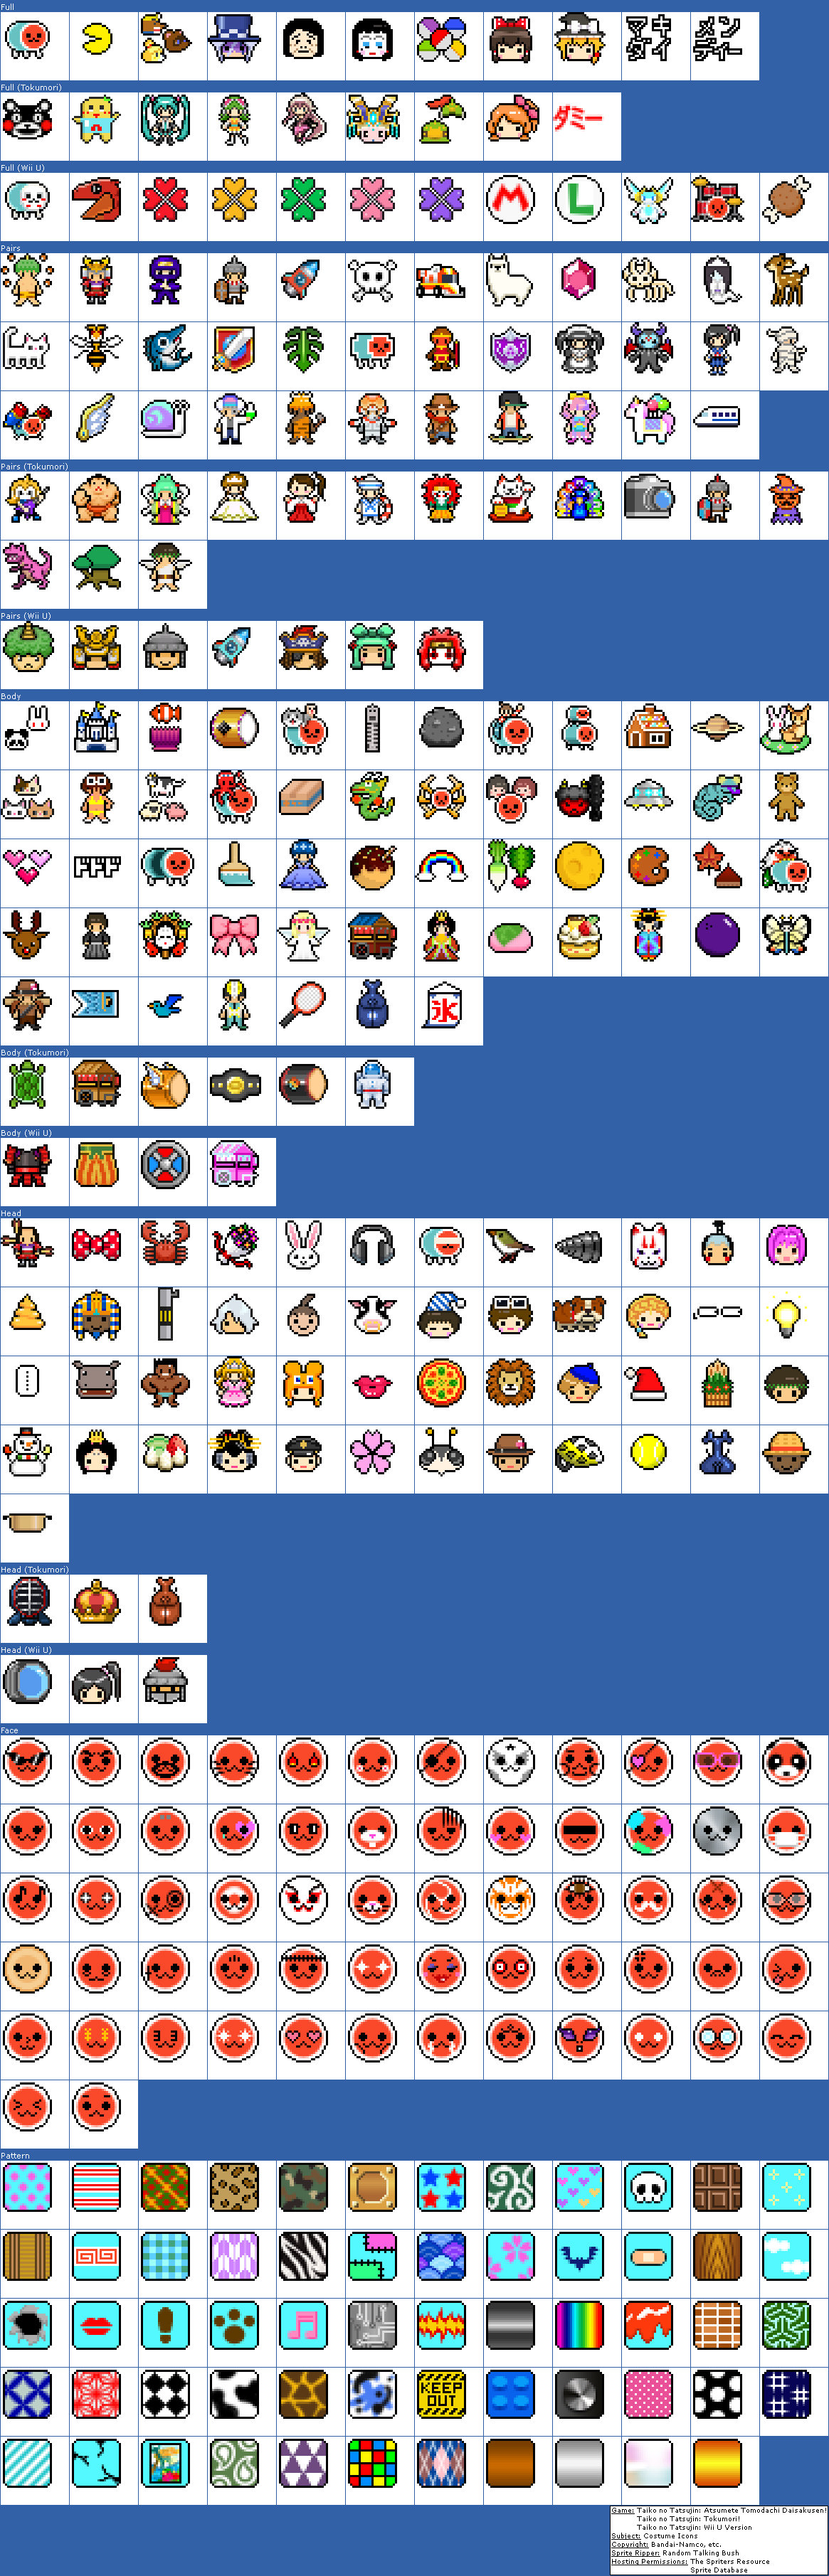 Full
マキ
ダイ
メン
ディー
Full (Tokumori)
ダミー
Full (Wii U)
M
L
Pairs
Pairs (Tokumori)
Pairs (Wii U)
Body
氷
Body (Tokumori)
Body (Wii U)
Head
Head (Tokumori)
Head (Wii U)
Face
Pattern
KEEP
OUT
Game: Taiko no Tatsujin: Atsumete Tomodachi Daisakusen!
Taiko no Tatsujin: Tokumori!
Taiko no Tatsujin: Wii U Version
Subject: Costume Icons
Copyright: Bandai-Namco, etc.
Sprite Ripper: Random Talking Bush
Hosting Permissions: The Spriters Resource
Sprite Database